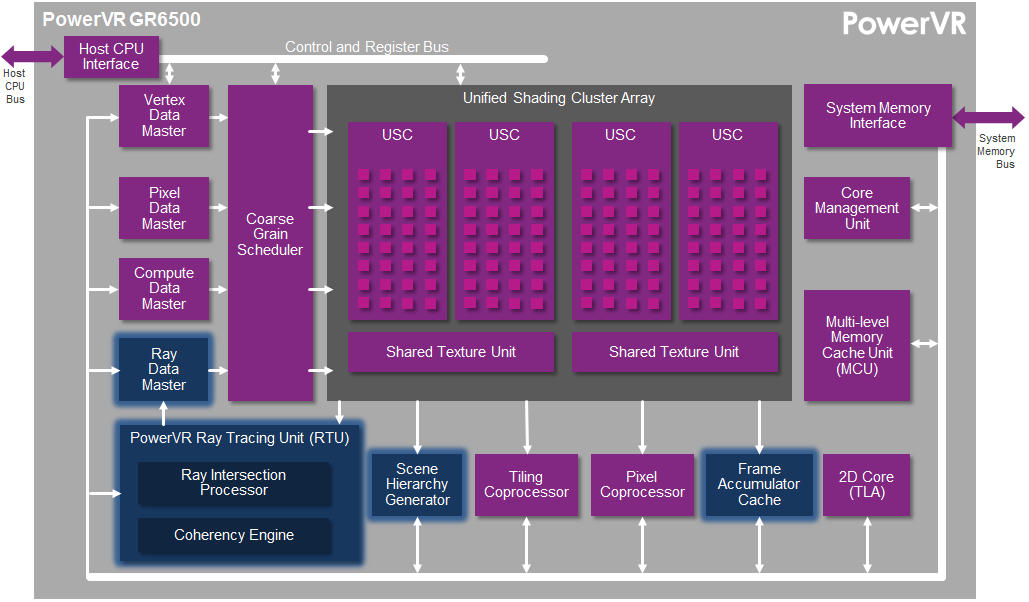 PowerVR GR6500
PowerVR
Host CPU
Interface
Control and Register Bus
Host
CPU
Bus
Vertex
Data
Master
Pixel
Data
Master
Compute
Data
Master
Ray
Data
Master
Coarse
Grain
Scheduler
Unified Shading Cluster Array
USC
USC
USC
USC
Shared Texture Unit
Shared Texture Unit
System Memory
Interface
System
Memory
Bus
Core
Management
Unit
Multi-level
Memory
Cache Unit
(MCU)
PowerVR Ray Tracing Unit (RTU)
Ray Intersection
Processor
Coherency Engine
Scene
Hierarchy
Generator
Tiling
Coprocessor
Pixel
Coprocessor
Frame
Accumulator
Cache
2D Core
(TLA)